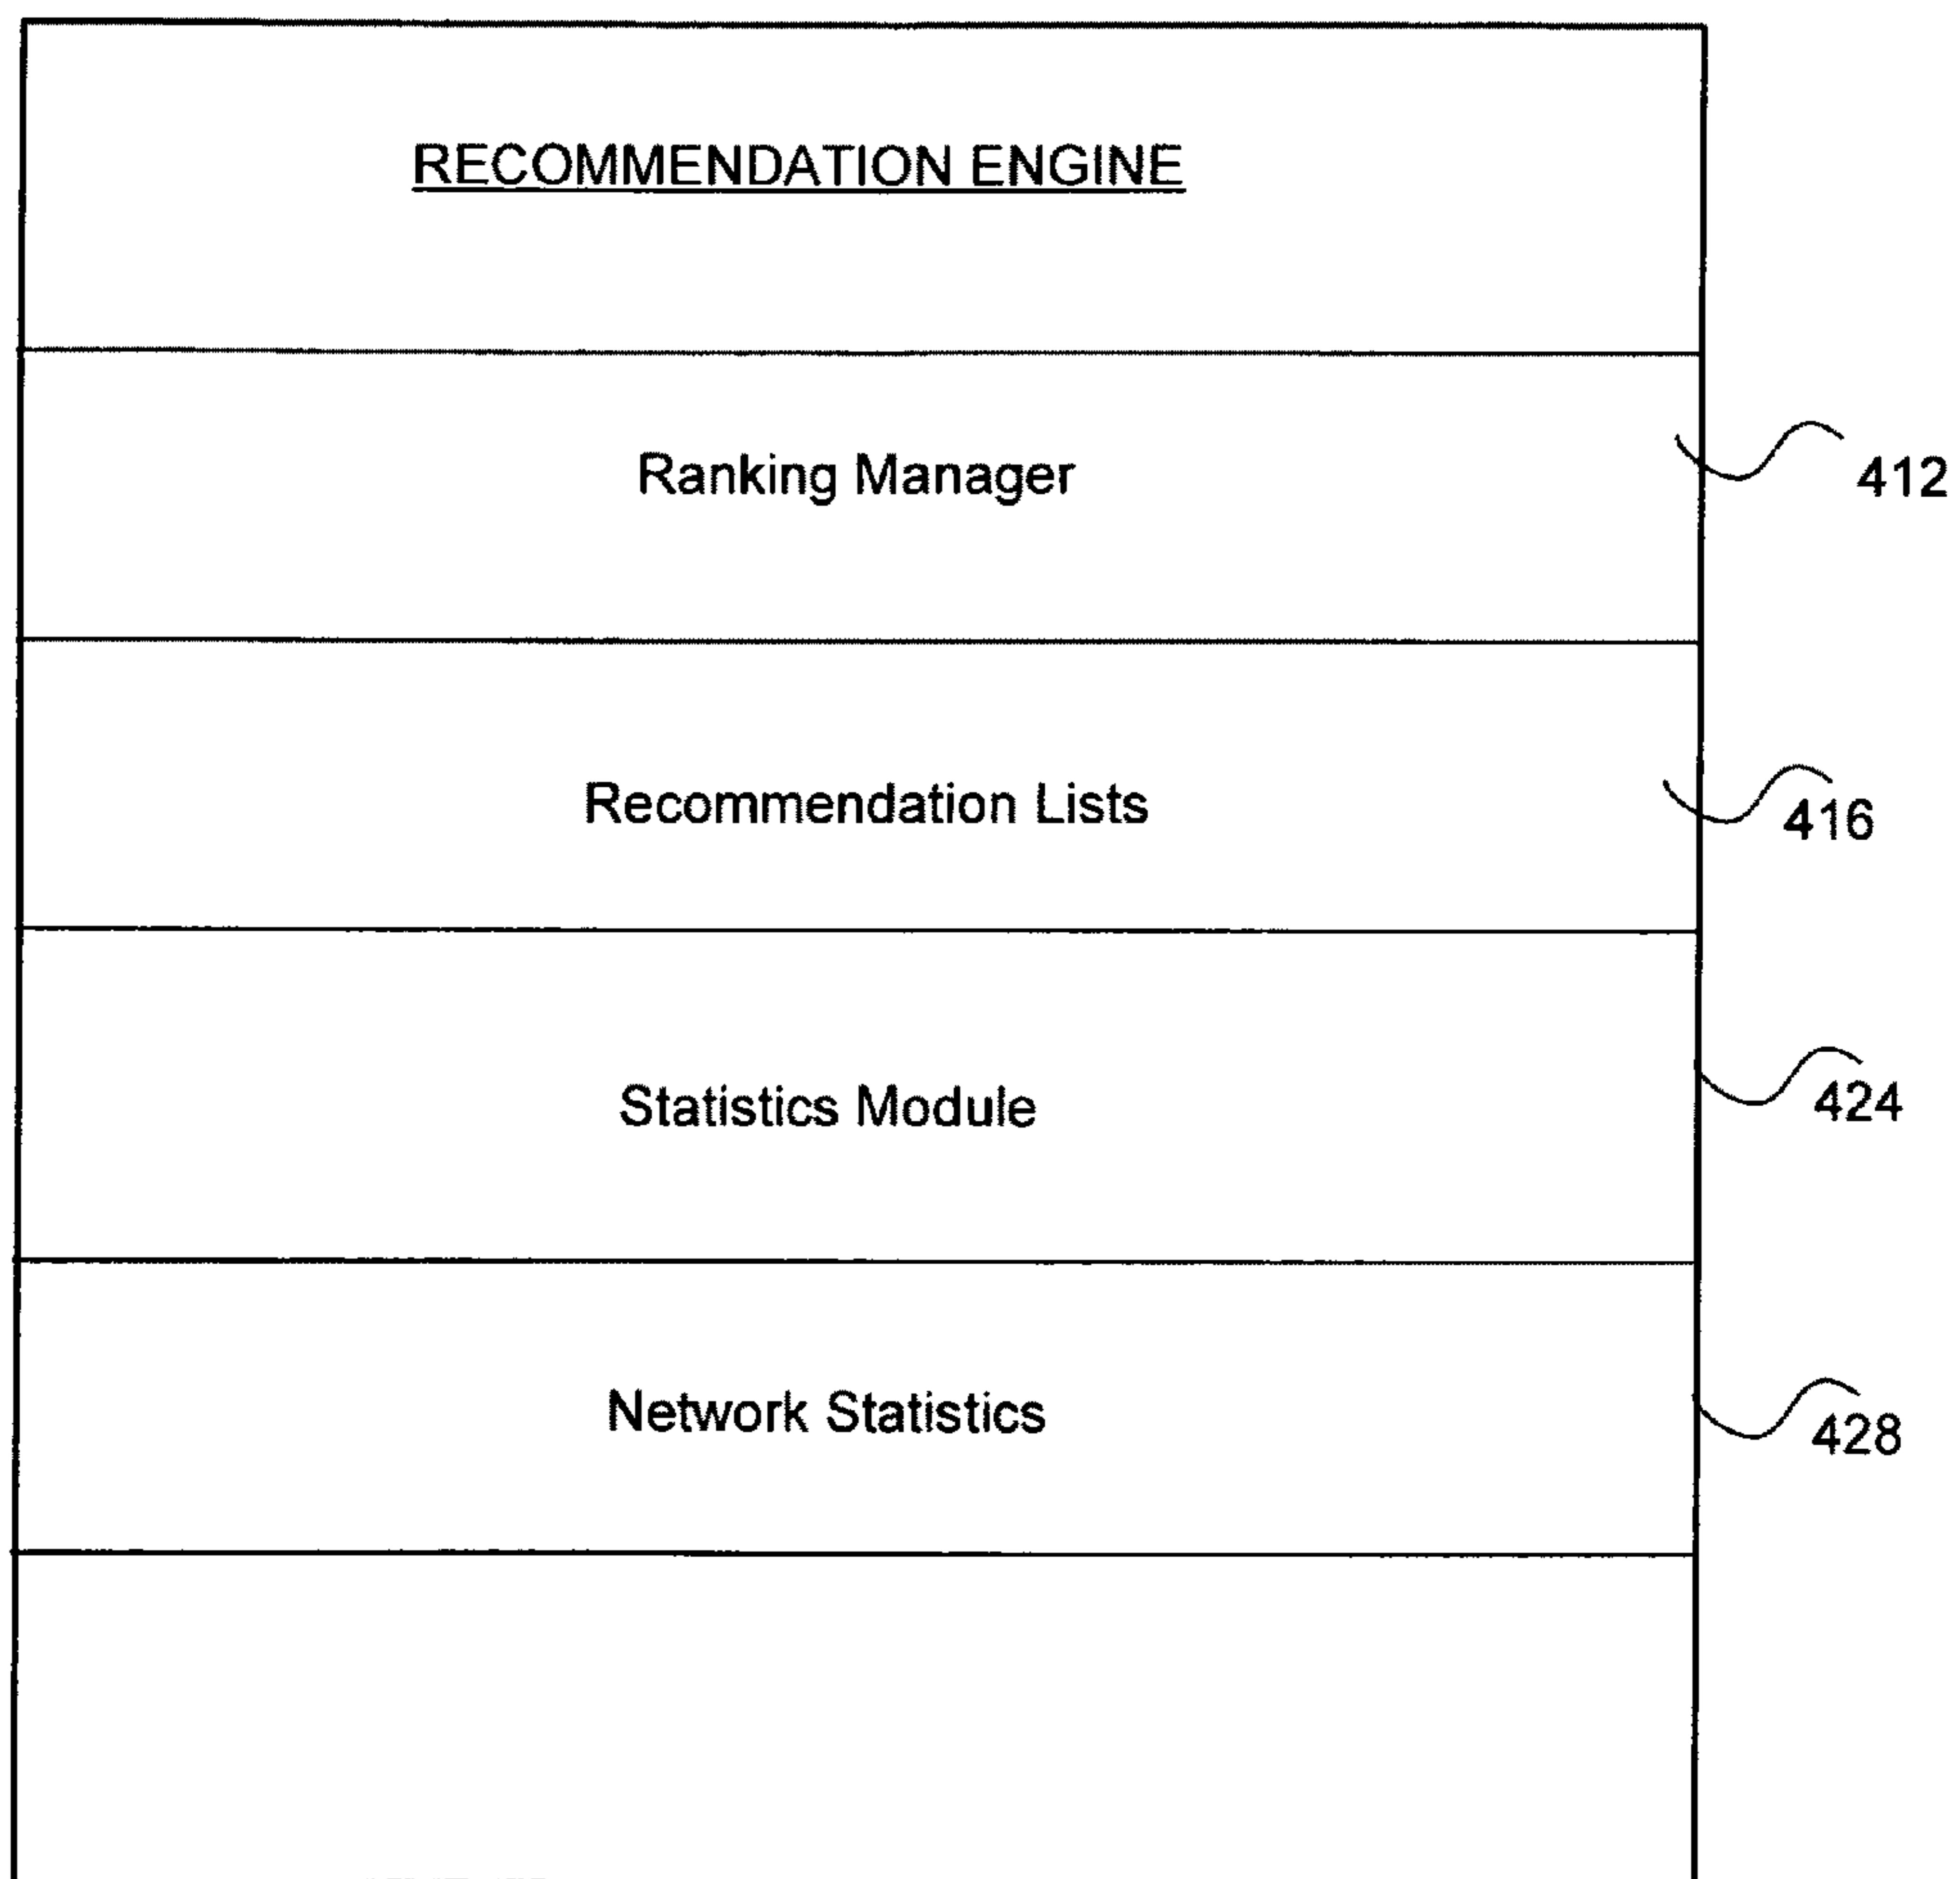 RECOMMENDATION ENGINE
Ranking Manager
412
Recommendation Lists
416
Statistics Module
424
Network Statistics
428